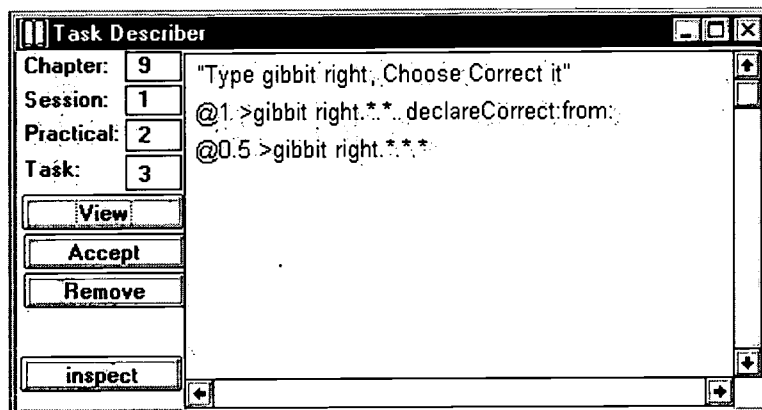 Task Describer
Chapter: 9
Session: 1
Practical: 2
Task: 3
View
Accept
Remove
inspect
"Type gibbit right, Choose Correct it"
@1 >gibbit right.*.*. declareCorrect:from:
@0.5 >gibbit right.*.*.*